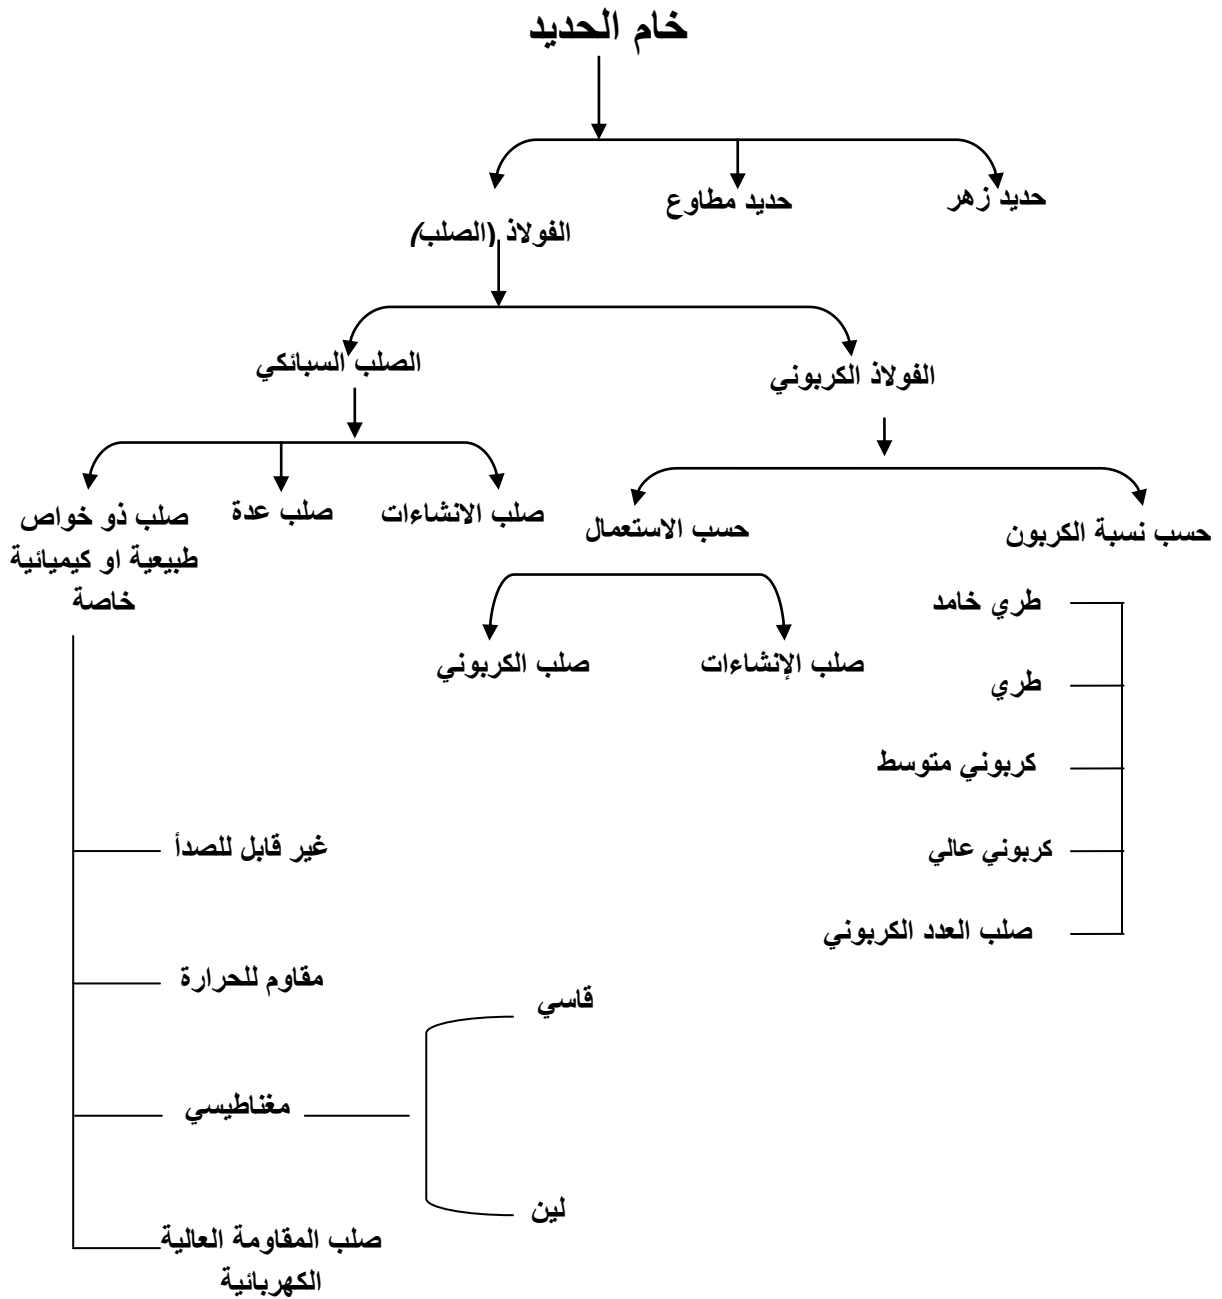 خام الحديد
حديد زهر
حديد مطاوع
الفولاذ (الصلب)
الفولاذ الكربوني
الصلب السبائكي
حسب نسبة الكربون
حسب الاستعمال
صلب الانشاءات
صلب عدة
صلب ذو خواص
طبيعية او كيميائية
خاصة
طري خامد
طري
كربوني متوسط
كربوني عالي
صلب العدد الكربوني
صلب الإنشاءات
صلب الكربوني
غير قابل للصدأ
مقاوم للحرارة
مغناطيسي
قاسي
لين
صلب المقاومة العالية
الكهربائية